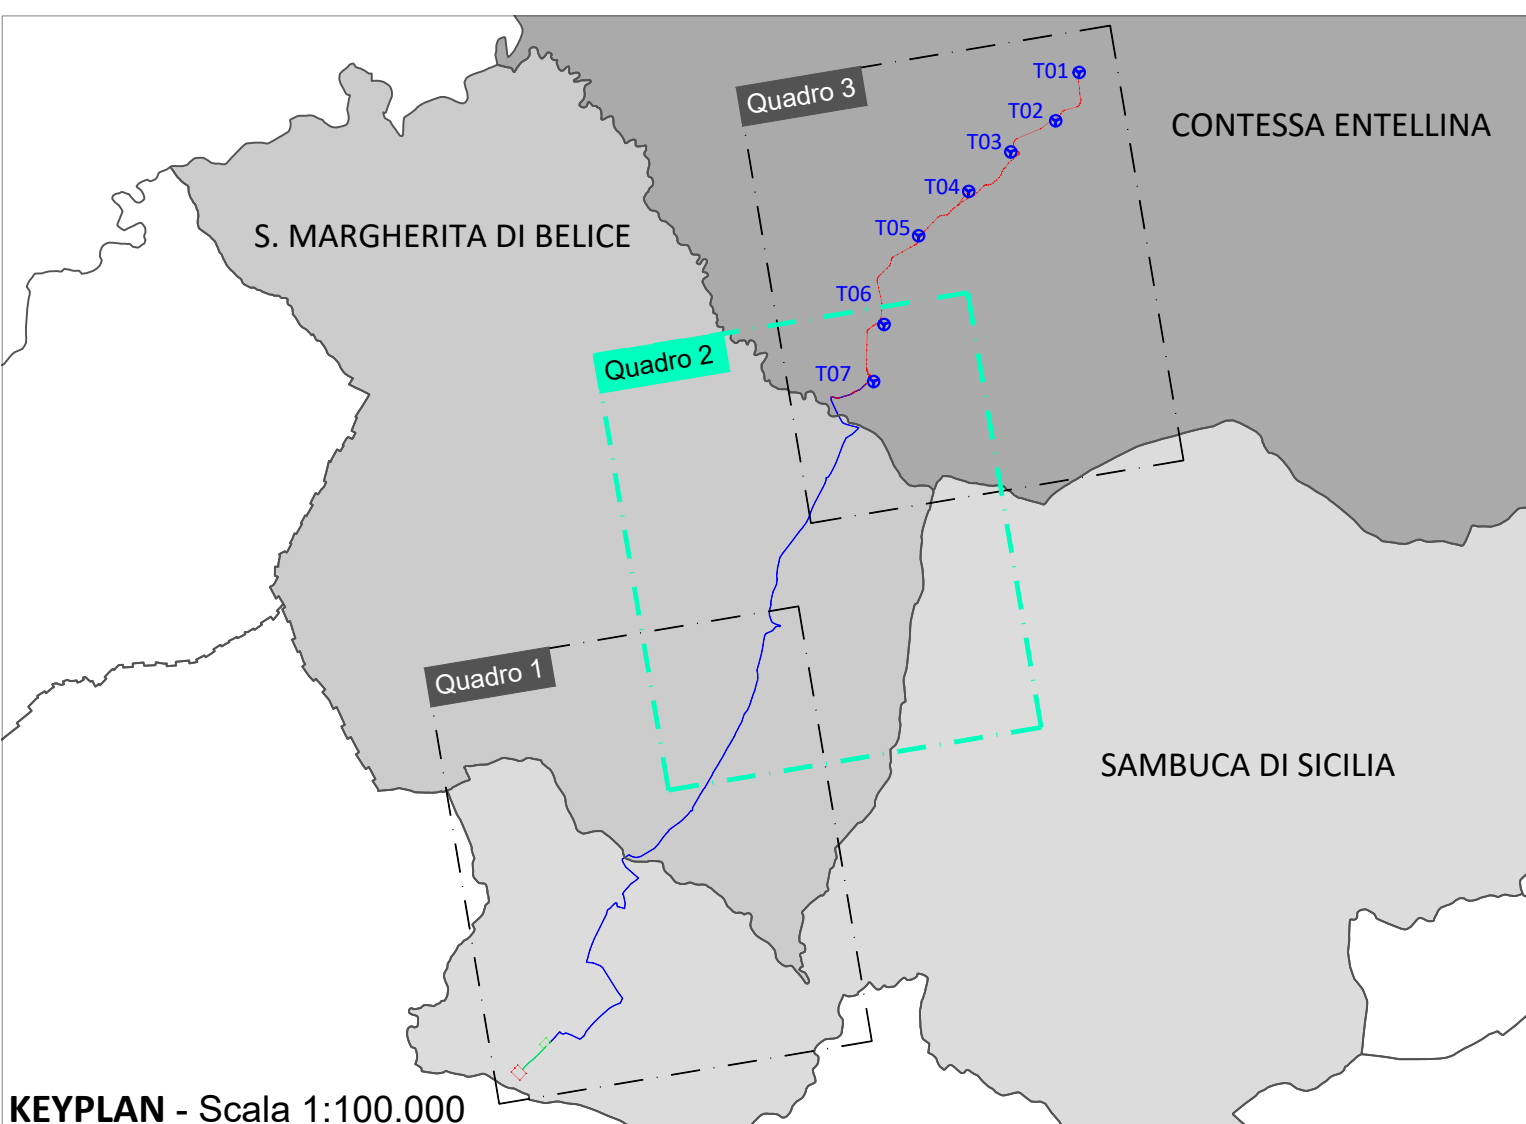 T01
Quadro 3
T02
CONTESSA ENTELLINA
T03
T04
S. MARGHERITA DI BELICE
T05
T06
Quadro 2
T07
Quadro 1
SAMBUCA DI SICILIA
KEYPLAN - Scala 1:100.000